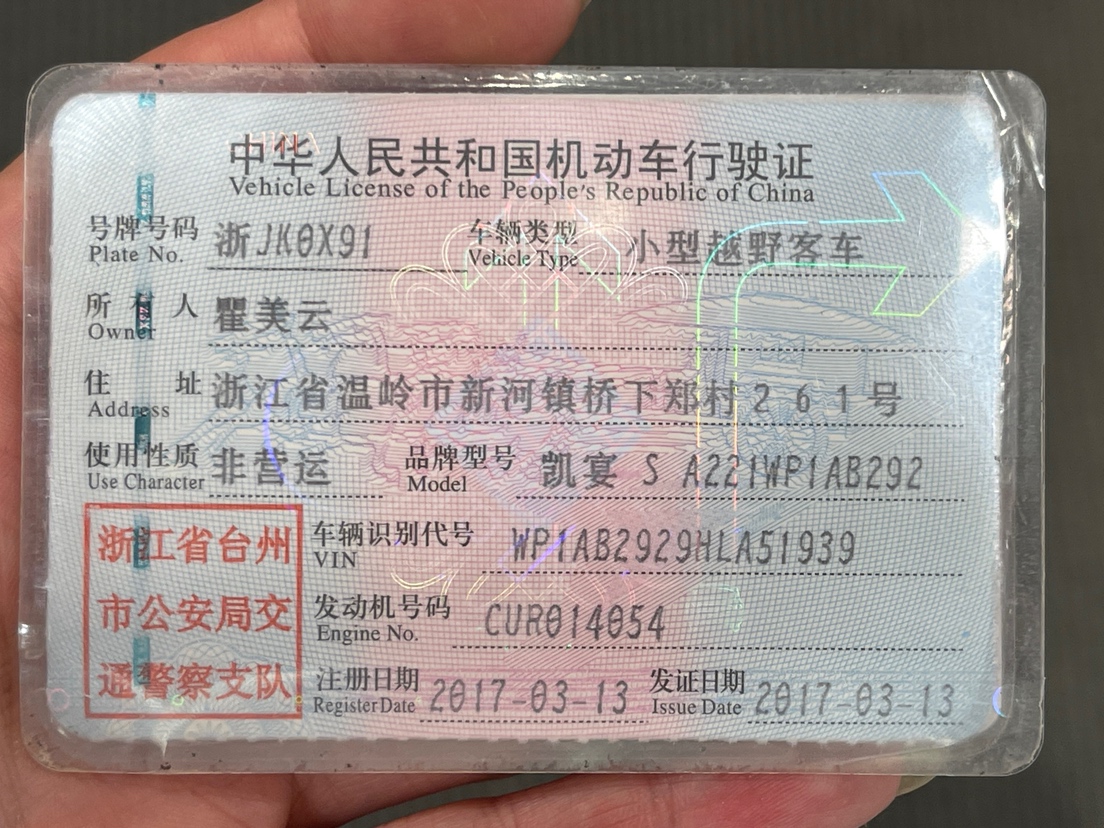 中华人民共和国机动车行驶证
Vehicle License of the People's Republic of China
号牌号码 浙JK0X91 车辆类型 小型越野客车
Plate No. Vehicle Type
所有人 瞿美云
Owner
住址 浙江省温岭市新河镇桥下郑村261号
Address
使用性质 非营运 品牌型号 凯宴 S A221WP1AB292
Use Character Model
浙江省台州
市公安局交
通警察支队
车辆识别代号 WP1AB2929HLA51939
VIN
发动机号码 CUR014054
Engine No.
注册日期 2017-03-13 发证日期 2017-03-13
Register Date Issue Date